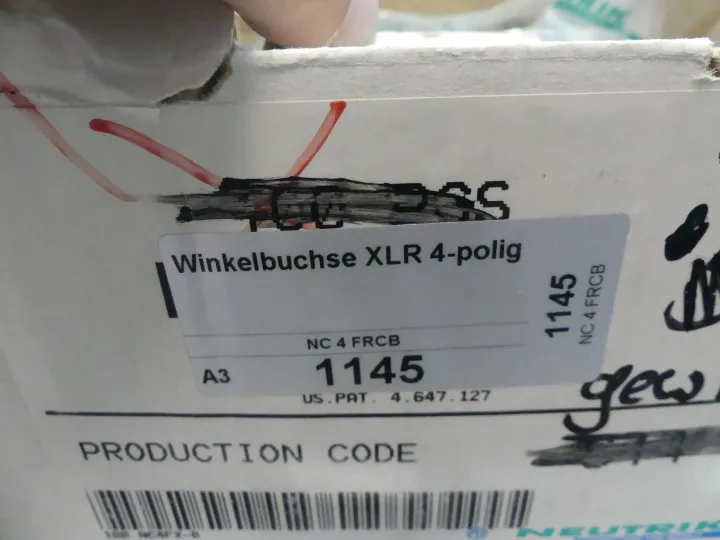 Winkelbuchse XLR 4-polig
NC 4 FRCB
A3
1145
1145
NC 4 FRCB
US.PAT. 4.647.127
PRODUCTION CODE
NEUTRIK